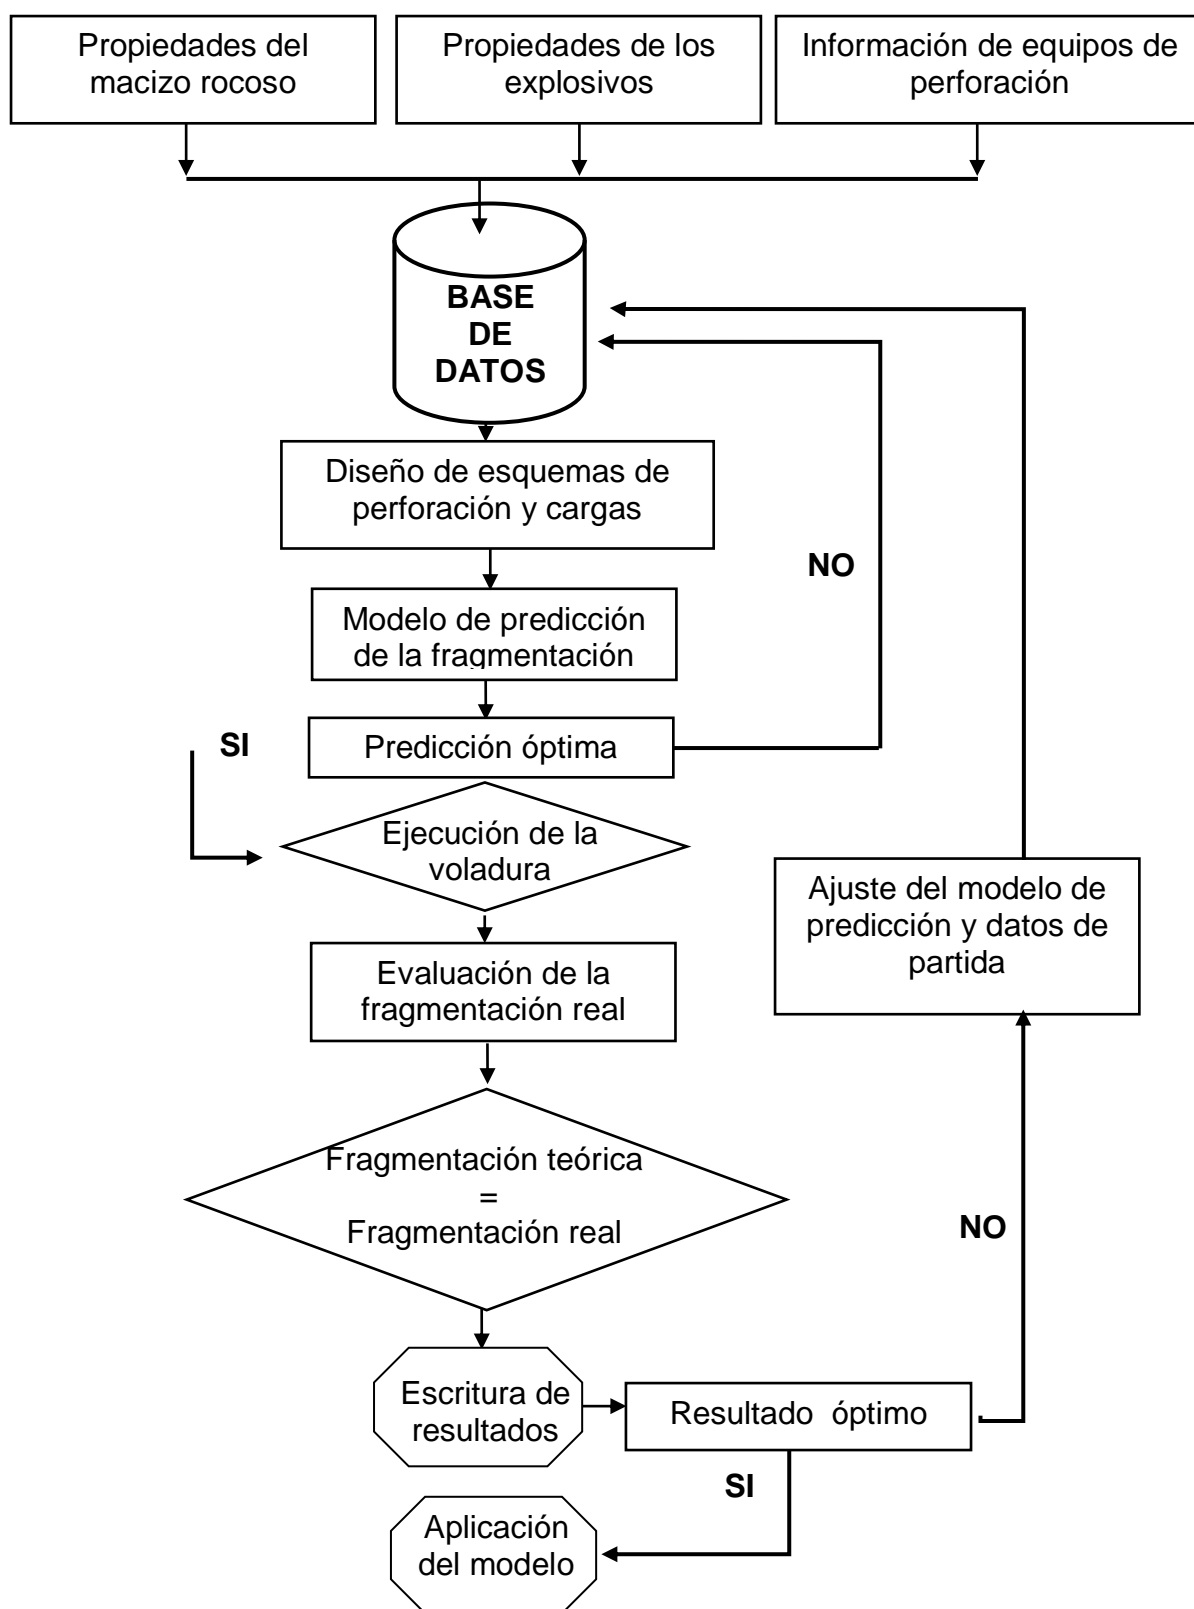 Propiedades del
macizo rocoso
Propiedades de los
explosivos
Información de equipos de
perforación
BASE
DE
DATOS
Diseño de esquemas de
perforación y cargas
NO
Modelo de predicción
de la fragmentación
SI
Predicción óptima
Ejecución de la
voladura
Ajuste del modelo de
predicción y datos de
partida
Evaluación de la
fragmentación real
Fragmentación teórica
=
Fragmentación real
NO
Escritura de
resultados
Resultado óptimo
SI
Aplicación
del modelo